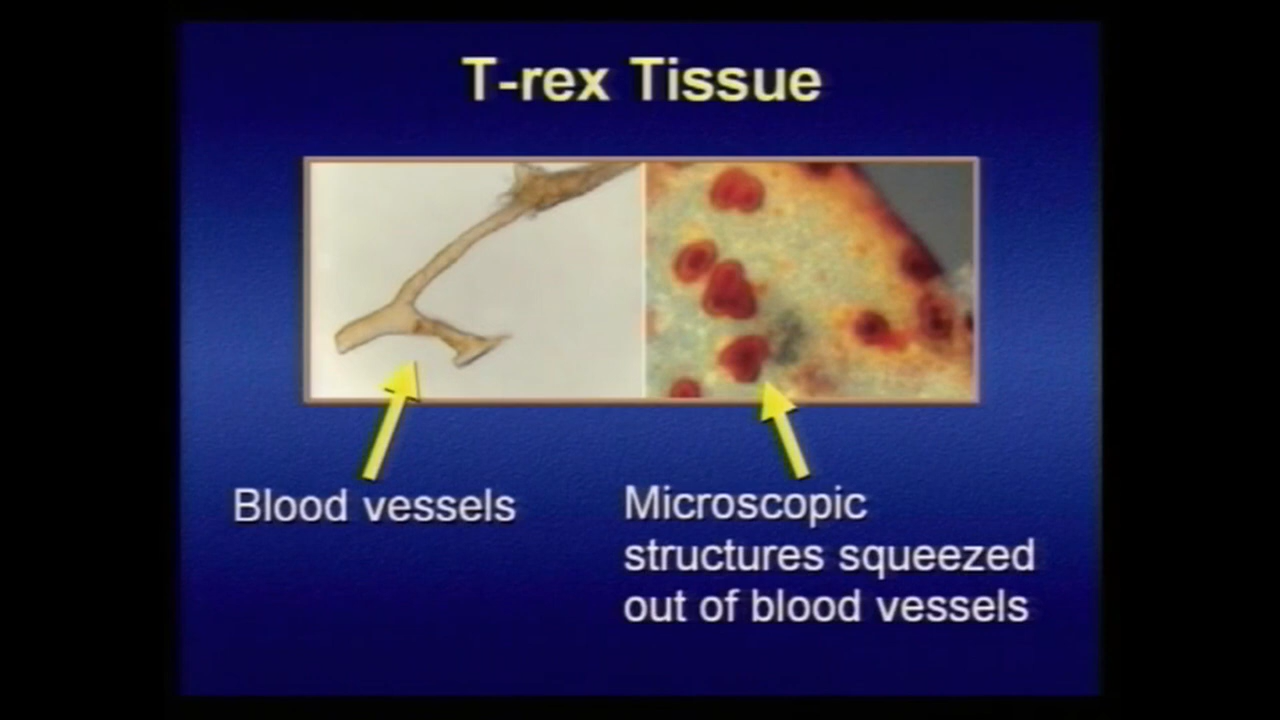 T-rex Tissue
Blood vessels
Microscopic
structures squeezed
out of blood vessels